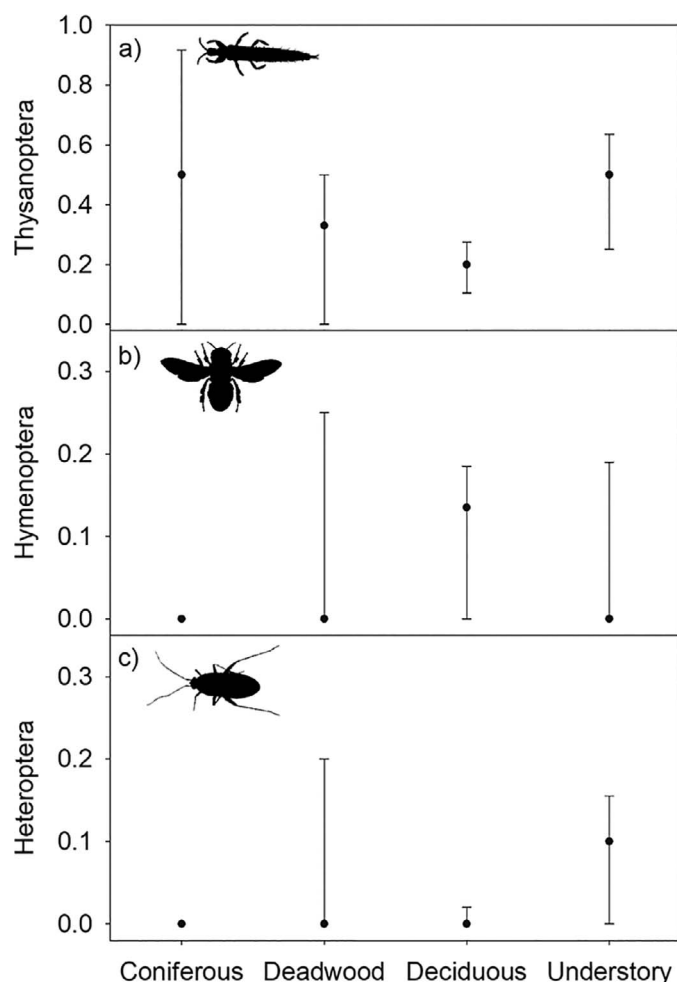 a)
Thysanoptera
1.0
0.8
0.6
0.4
0.2
0.0
b)
Hymenoptera
0.3
0.2
0.1
0.0
c)
Heteroptera
0.3
0.2
0.1
0.0
Coniferous Deadwood Deciduous Understory